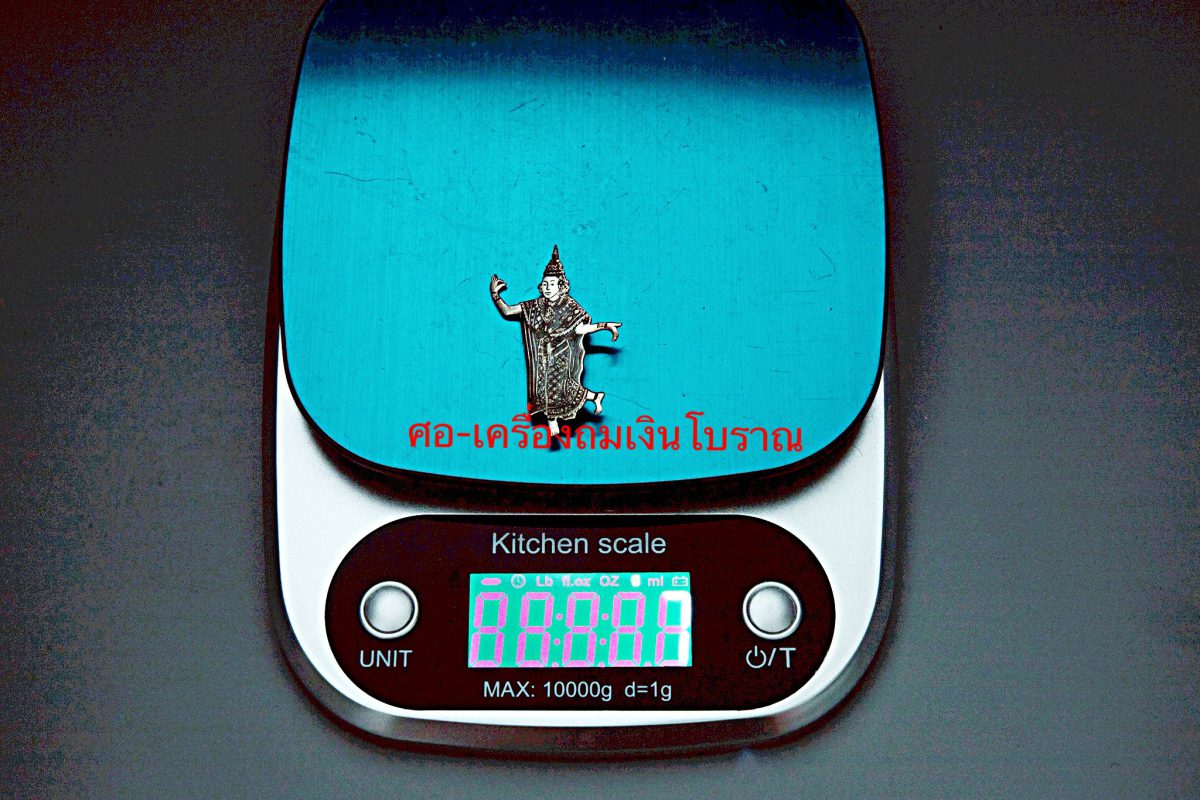 ศอ-เครื่องถมเงินโบราณ
Kitchen scale
Lb fl.oz OZ ml
UNIT
/T
MAX: 10000g d=1g